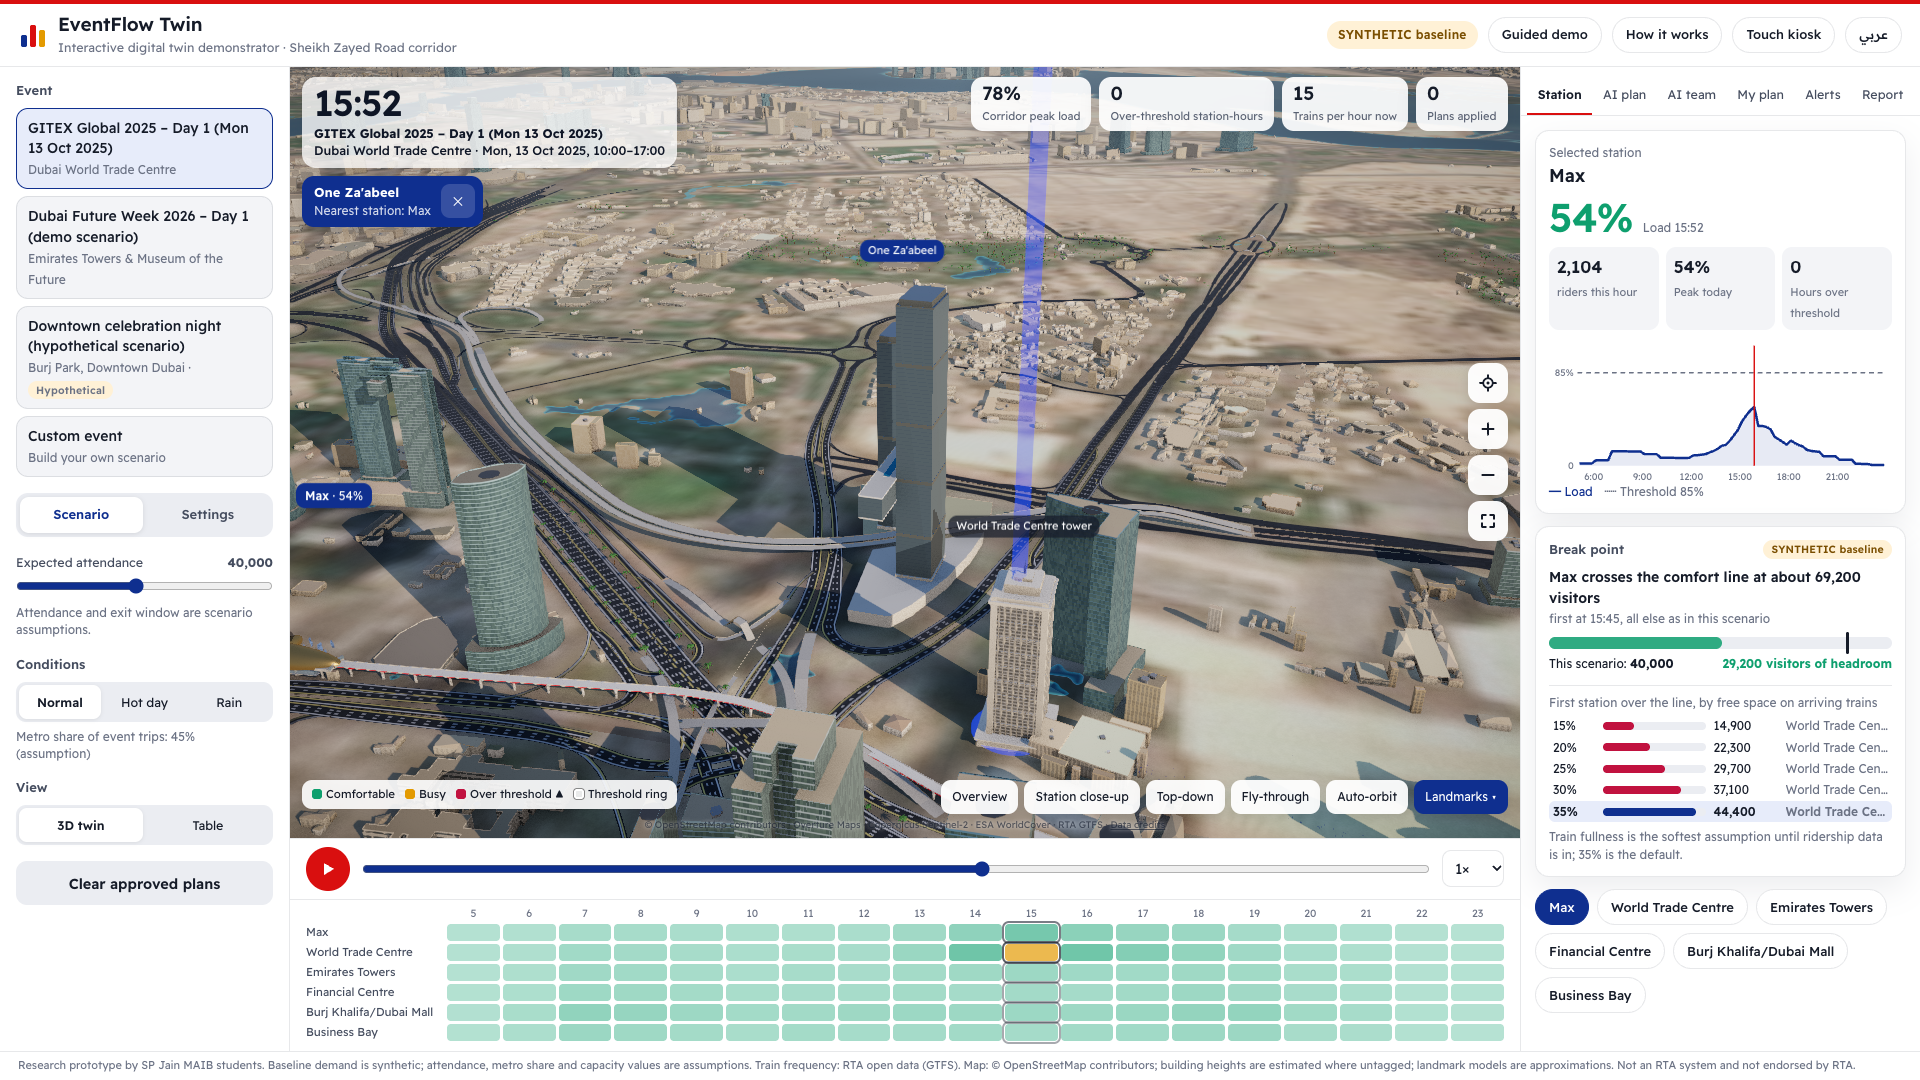 EventFlow Twin
Interactive digital twin demonstrator · Sheikh Zayed Road corridor
SYNTHETIC baseline
Guided demo
How it works
Touch kiosk
عربي
Event
GITEX Global 2025 – Day 1 (Mon
13 Oct 2025)
Dubai World Trade Centre
Dubai Future Week 2026 – Day 1
(demo scenario)
Emirates Towers & Museum of the
Future
Downtown celebration night
(hypothetical scenario)
Burj Park, Downtown Dubai ·
Hypothetical
Custom event
Build your own scenario
Scenario
Settings
Expected attendance 40,000
Attendance and exit window are scenario
assumptions.
Conditions
Normal
Hot day
Rain
Metro share of event trips: 45%
(assumption)
View
3D twin
Table
Clear approved plans
15:52
GITEX Global 2025 – Day 1 (Mon 13 Oct 2025)
Dubai World Trade Centre · Mon, 13 Oct 2025, 10:00–17:00
One Za'abeel
Nearest station: Max
×
78%
Corridor peak load
0
Over-threshold station-hours
15
Trains per hour now
0
Plans applied
One Za'abeel
Max · 54%
World Trade Centre tower
Comfortable
Busy
Over threshold ▲
Threshold ring
Overview
Station close-up
Top-down
Fly-through
Auto-orbit
Landmarks
ESA WorldCover · RTA GTFS · Data credits
1×
5 6 7 8 9 10 11 12 13 14 15 16 17 18 19 20 21 22 23
Max
World Trade Centre
Emirates Towers
Financial Centre
Burj Khalifa/Dubai Mall
Business Bay
Station
AI plan
AI team
My plan
Alerts
Report
Selected station
Max
54% Load 15:52
2,104
riders this hour
54%
Peak today
0
Hours over
threshold
85%
0
6:00 9:00 12:00 15:00 18:00 21:00
Load
Threshold 85%
Break point
SYNTHETIC baseline
Max crosses the comfort line at about 69,200
visitors
first at 15:45, all else as in this scenario
This scenario: 40,000
29,200 visitors of headroom
First station over the line, by free space on arriving trains
15% 14,900 World Trade Cen…
20% 22,300 World Trade Cen…
25% 29,700 World Trade Cen…
30% 37,100 World Trade Cen…
35% 44,400 World Trade Ce…
Train fullness is the softest assumption until ridership data
is in; 35% is the default.
Max
World Trade Centre
Emirates Towers
Financial Centre
Burj Khalifa/Dubai Mall
Business Bay
Research prototype by SP Jain MAIB students. Baseline demand is synthetic; attendance, metro share and capacity values are assumptions. Train frequency: RTA open data (GTFS). Map: © OpenStreetMap contributors; building heights are estimated where untagged; landmark models are approximations. Not an RTA system and not endorsed by RTA.